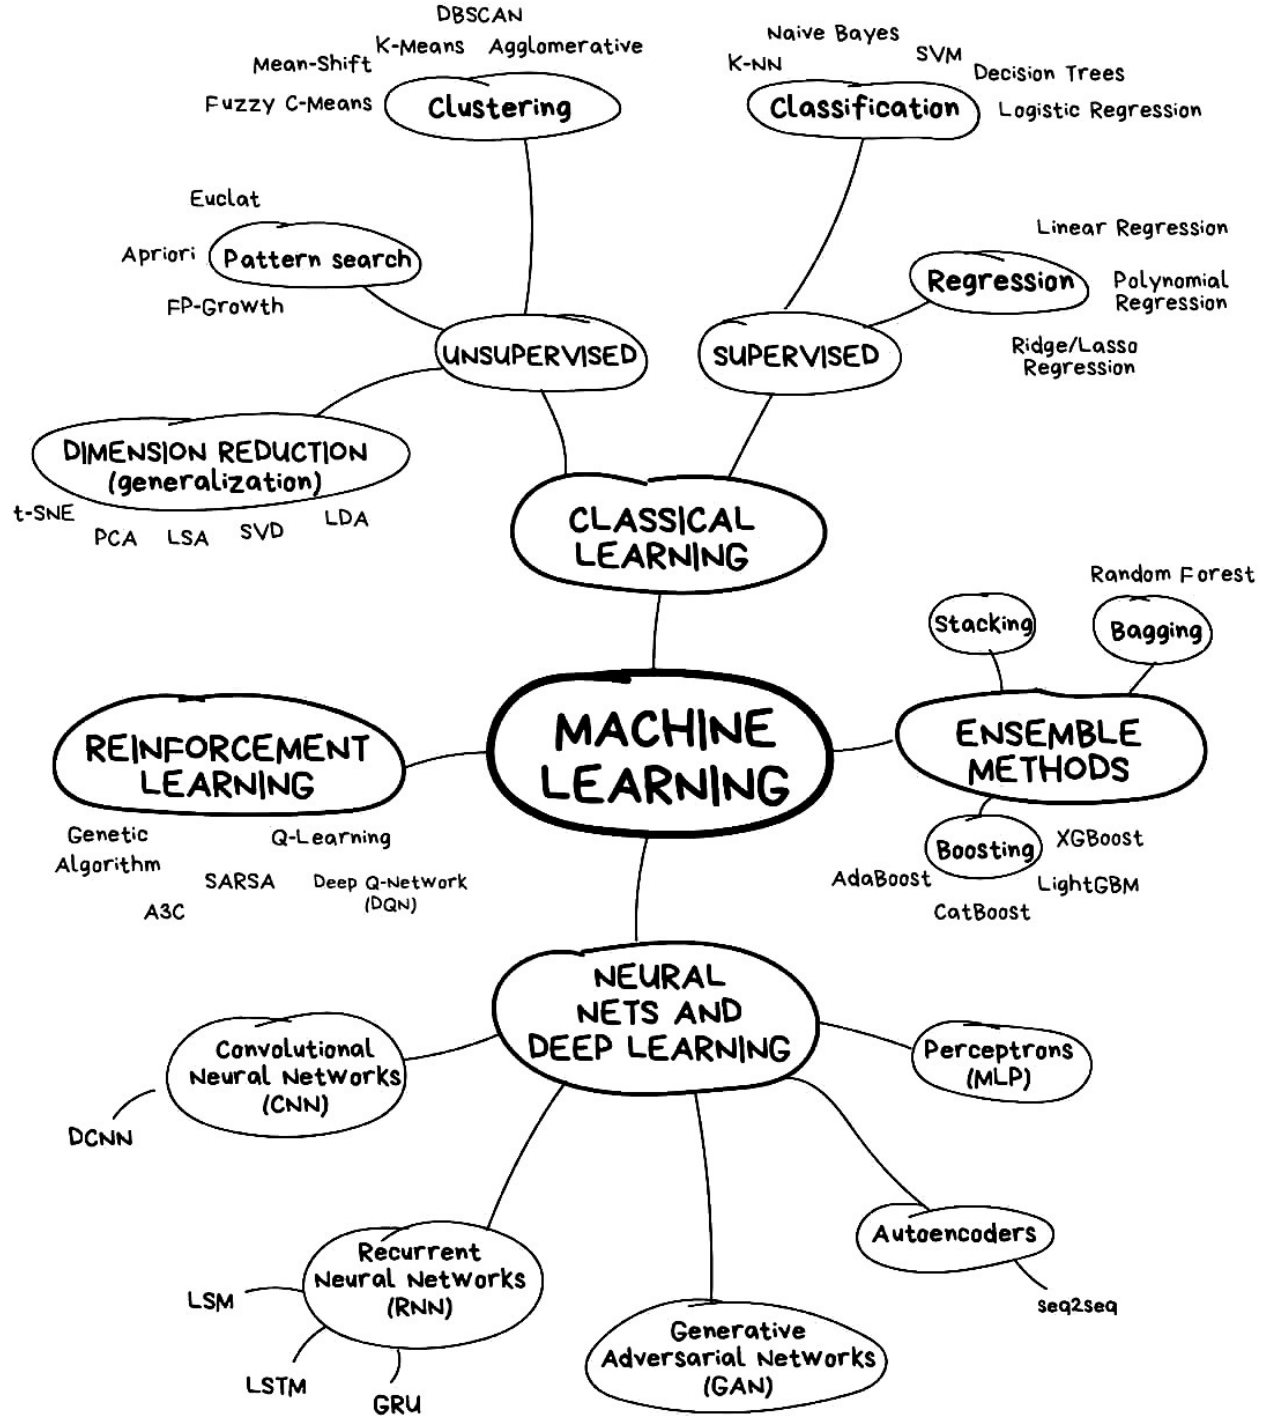 DBSCAN
K-Means
Agglomerative
Mean-Shift
Fuzzy C-Means
Clustering
Naive Bayes
SVM
K-NN
Decision Trees
Classification
Logistic Regression
Euclat
Apriori
Pattern search
FP-Growth
Linear Regression
Regression
Polynomial
Regression
Ridge/Lasso
Regression
UNSUPERVISED
SUPERVISED
DIMENSION REDUCTION
(generalization)
t-SNE
PCA
LSA
SVD
LDA
CLASSICAL
LEARNING
Random Forest
Stacking
Bagging
REINFORCEMENT
LEARNING
MACHINE
LEARNING
ENSEMBLE
METHODS
Genetic
Algorithm
Q-Learning
SARSA
Deep Q-Network
(DQN)
A3C
Boosting
XGBoost
AdaBoost
LightGBM
CatBoost
NEURAL
NETS AND
DEEP LEARNING
Convolutional
Neural Networks
(CNN)
DCNN
Perceptrons
(MLP)
Autoencoders
seq2seq
Recurrent
Neural Networks
(RNN)
LSM
LSTM
GRU
Generative
Adversarial Networks
(GAN)